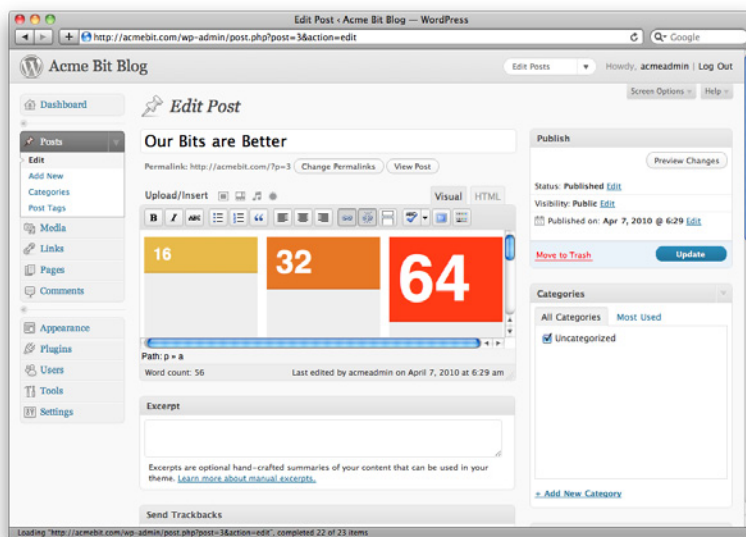 Edit Post ‹ Acme Bit Blog — WordPress
http://acmebit.com/wp-admin/post.php?post=3&action=edit
Google
Acme Bit Blog
Edit Posts
Howdy, acmeadmin | Log Out
Screen Options
Help
Dashboard
Posts
Edit
Add New
Categories
Post Tags
Media
Links
Pages
Comments
Appearance
Plugins
Users
Tools
Settings
Edit Post
Our Bits are Better
Permalink: http://acmebit.com/?p=3 Change Permalinks View Post
Upload/Insert
Visual HTML
B I ABC
16
32
64
Path: p » a
Word count: 56 Last edited by acmeadmin on April 7, 2010 at 6:29 am
Excerpt
Excerpts are optional hand-crafted summaries of your content that can be used in your
theme. Learn more about manual excerpts.
Send Trackbacks
Publish
Preview Changes
Status: Published Edit
Visibility: Public Edit
Published on: Apr 7, 2010 @ 6:29 Edit
Move to Trash
Update
Categories
All Categories Most Used
Uncategorized
+ Add New Category
Loading "http://acmebit.com/wp-admin/post.php?post=3&action=edit", completed 22 of 23 items